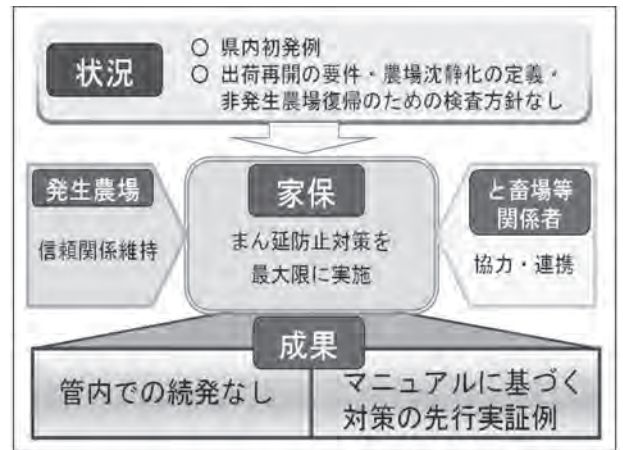 状況
○ 県内初発例
○ 出荷再開の要件・農場沈静化の定義・
非発生農場復帰のための検査方針なし
発生農場
信頼関係維持
家保
まん延防止対策を
最大限に実施
と畜場等
関係者
協力・連携
成果
管内での続発なし
マニュアルに基づく
対策の先行実証例